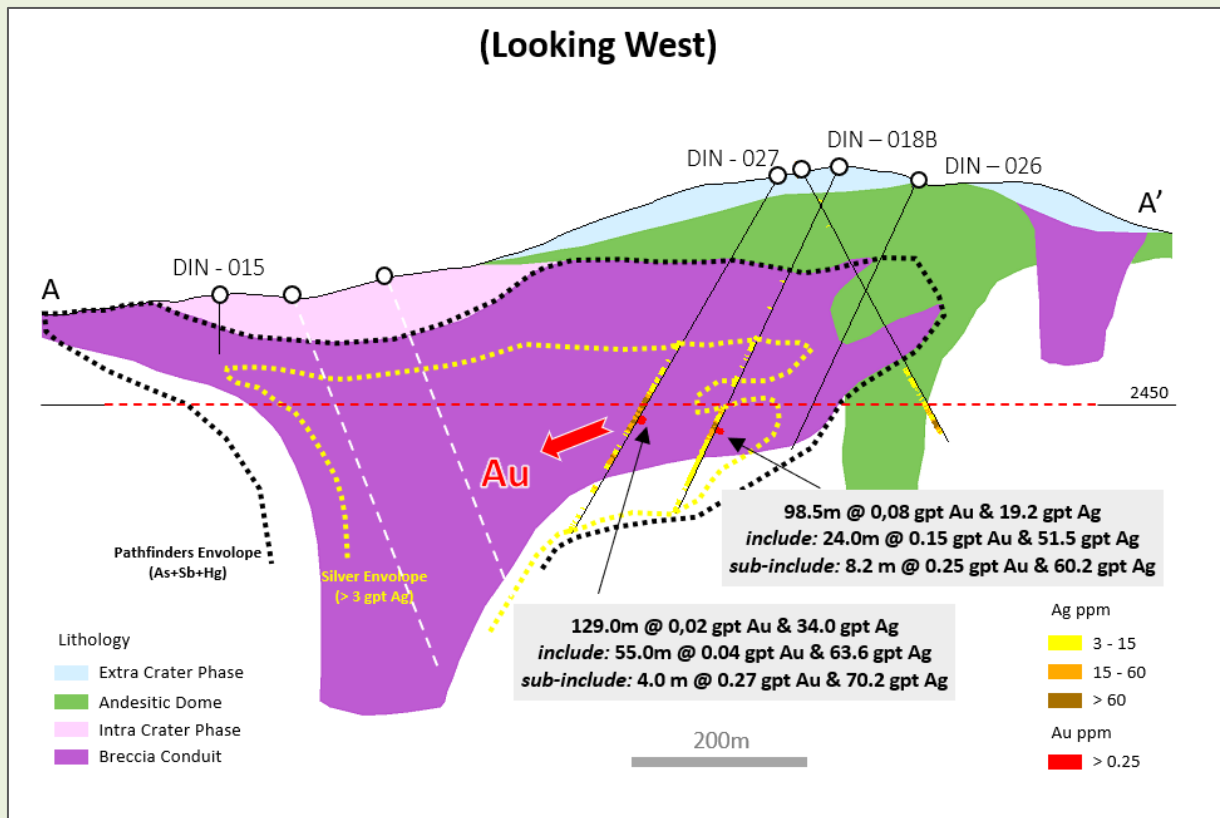 (Looking West)
DIN - 027
DIN – 018B
DIN – 026
A'
DIN - 015
A
2450
Au
98.5m @ 0,08 gpt Au & 19.2 gpt Ag
include: 24.0m @ 0.15 gpt Au & 51.5 gpt Ag
sub-include: 8.2 m @ 0.25 gpt Au & 60.2 gpt Ag
Pathfinders Envolope
(As+Sb+Hg)
Silver Envolope
(> 3 gpt Ag)
129.0m @ 0,02 gpt Au & 34.0 gpt Ag
include: 55.0m @ 0.04 gpt Au & 63.6 gpt Ag
sub-include: 4.0 m @ 0.27 gpt Au & 70.2 gpt Ag
Lithology
Extra Crater Phase
Andesitic Dome
Intra Crater Phase
Breccia Conduit
200m
Ag ppm
3 - 15
15 - 60
> 60
Au ppm
> 0.25